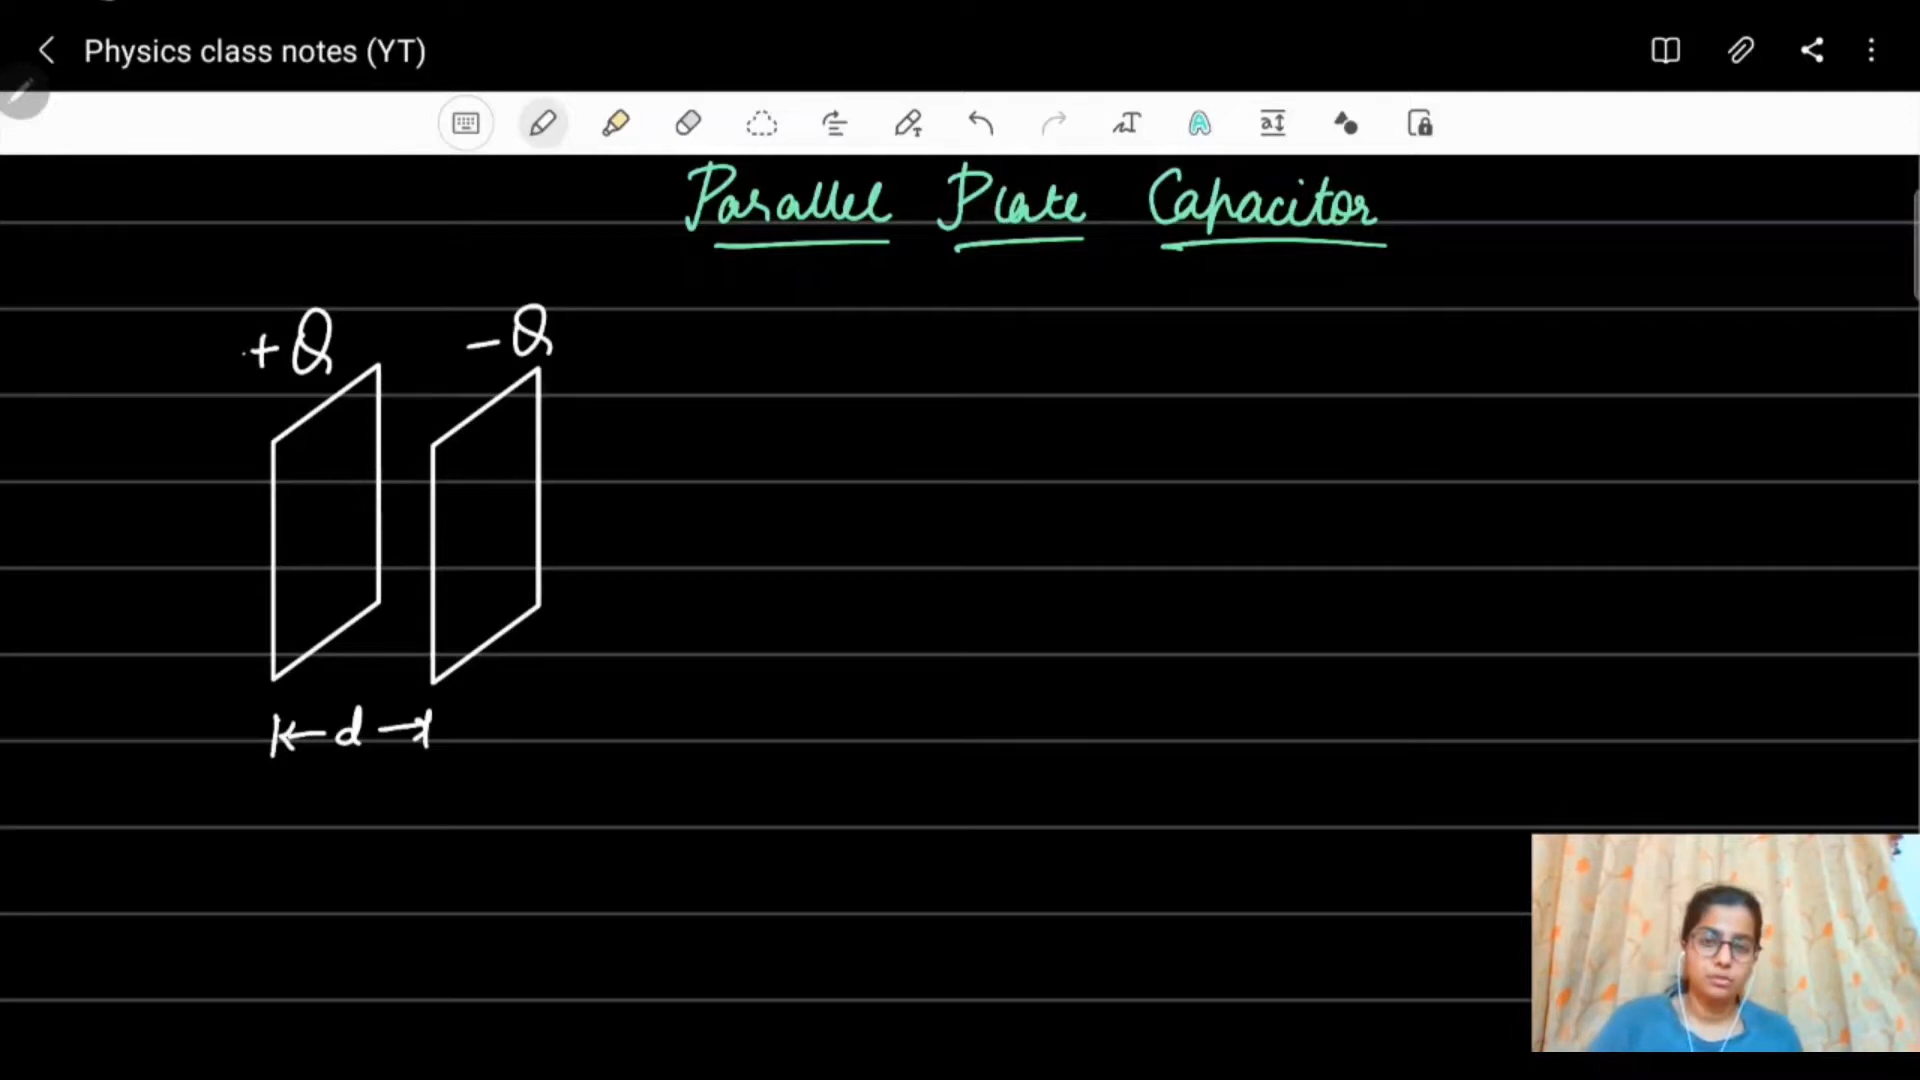 Physics class notes (YT)
Parallel Plate Capacitor
+Q -Q
d